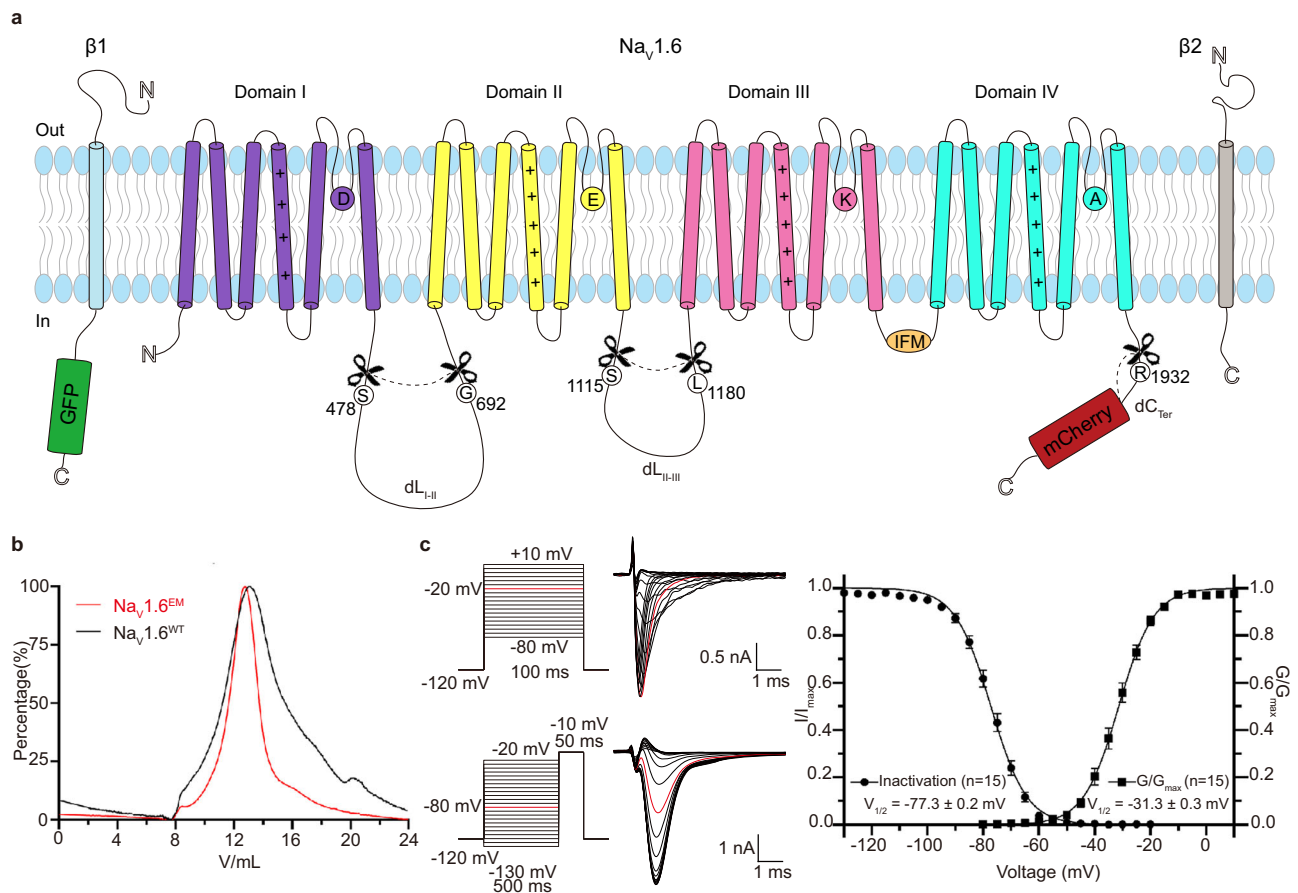 a
β1
NaV1.6
β2
N
N
Domain I
Domain II
Domain III
Domain IV
Out
D
E
K
A
+ + + + +
+ + + + +
+ + + + +
+ + + + +
In
N
IFM
GFP
S
G
S
L
R
478
692
1115
1180
1932
C
C
mCherry
dCTer
C
dLI-II
dLII-III
b
Percentage(%)
100
75
50
25
0
NaV1.6EM
NaV1.6WT
0 4 8 12 16 20 24
V/mL
c
+10 mV
-20 mV
-80 mV
-120 mV
100 ms
0.5 nA
1 ms
-10 mV
50 ms
-20 mV
-80 mV
-120 mV
-130 mV
500 ms
1 nA
1 ms
I/Imax
1.0
0.8
0.6
0.4
0.2
0.0
G/Gmax
1.0
0.8
0.6
0.4
0.2
0.0
Inactivation (n=15)
V1/2 = -77.3 ± 0.2 mV
G/Gmax (n=15)
V1/2 = -31.3 ± 0.3 mV
-120 -100 -80 -60 -40 -20 0
Voltage (mV)